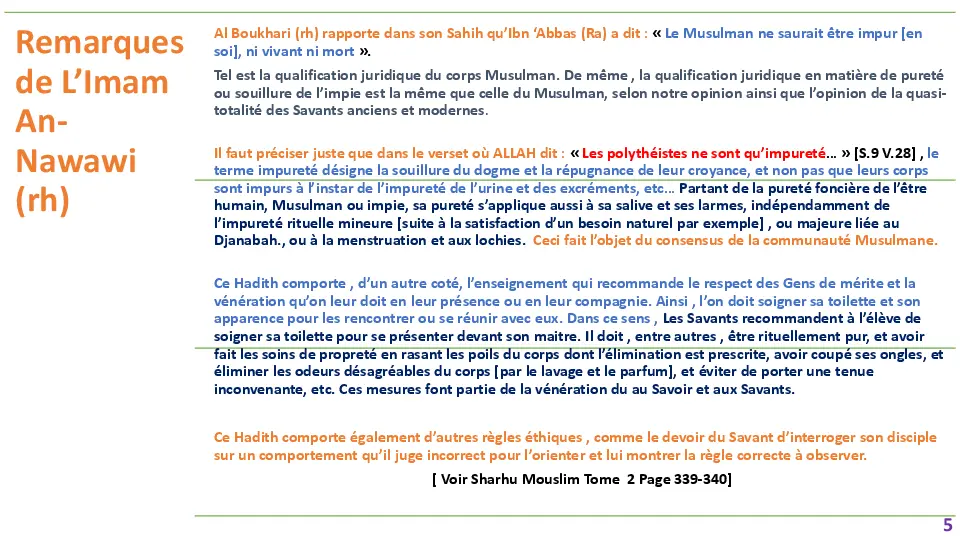 Remarques
de L’Imam
An-
Nawawi
(rh)
Al Boukhari (rh) rapporte dans son Sahih qu’Ibn ‘Abbas (Ra) a dit : « Le Musulman ne saurait être impur [en
soi], ni vivant ni mort ».
Tel est la qualification juridique du corps Musulman. De même , la qualification juridique en matière de pureté
ou souillure de l’impie est la même que celle du Musulman, selon notre opinion ainsi que l’opinion de la quasi-
totalité des Savants anciens et modernes.
Il faut préciser juste que dans le verset où ALLAH dit : « Les polythéistes ne sont qu’impureté... » [S.9 V.28] , le
terme impureté désigne la souillure du dogme et la répugnance de leur croyance, et non pas que leurs corps
sont impurs à l’instar de l’impureté de l’urine et des excréments, etc... Partant de la pureté foncière de l’être
humain, Musulman ou impie, sa pureté s’applique aussi à sa salive et ses larmes, indépendamment de
l’impureté rituelle mineure [suite à la satisfaction d’un besoin naturel par exemple] , ou majeure liée au
Djanabah., ou à la menstruation et aux lochies. Ceci fait l’objet du consensus de la communauté Musulmane.
Ce Hadith comporte , d’un autre coté, l’enseignement qui recommande le respect des Gens de mérite et la
vénération qu’on leur doit en leur présence ou en leur compagnie. Ainsi , l’on doit soigner sa toilette et son
apparence pour les rencontrer ou se réunir avec eux. Dans ce sens , Les Savants recommandent à l’élève de
soigner sa toilette pour se présenter devant son maitre. Il doit , entre autres , être rituellement pur, et avoir
fait les soins de propreté en rasant les poils du corps dont l’élimination est prescrite, avoir coupé ses ongles, et
éliminer les odeurs désagréables du corps [par le lavage et le parfum], et éviter de porter une tenue
inconvenante, etc. Ces mesures font partie de la vénération du au Savoir et aux Savants.
Ce Hadith comporte également d’autres règles éthiques , comme le devoir du Savant d’interroger son disciple
sur un comportement qu’il juge incorrect pour l’orienter et lui montrer la règle correcte à observer.
[ Voir Sharhu Mouslim Tome 2 Page 339-340]
5